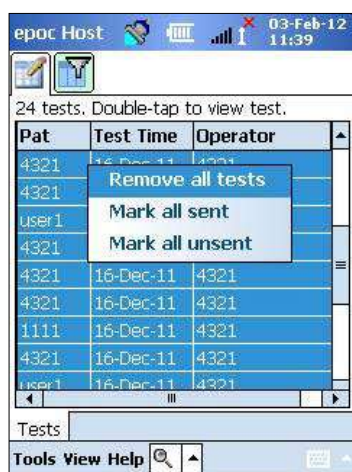 epoc Host 03-Feb-12
11:39
24 tests. Double-tap to view test.
Pat Test Time Operator
4321 16-Dec-11 4321
4321
user1
4321
Remove all tests
Mark all sent
Mark all unsent
4321 16-Dec-11 4321
4321 16-Dec-11 4321
1111 16-Dec-11 4321
4321 16-Dec-11 4321
user1 16-Dec-11 4321
Tests
Tools View Help